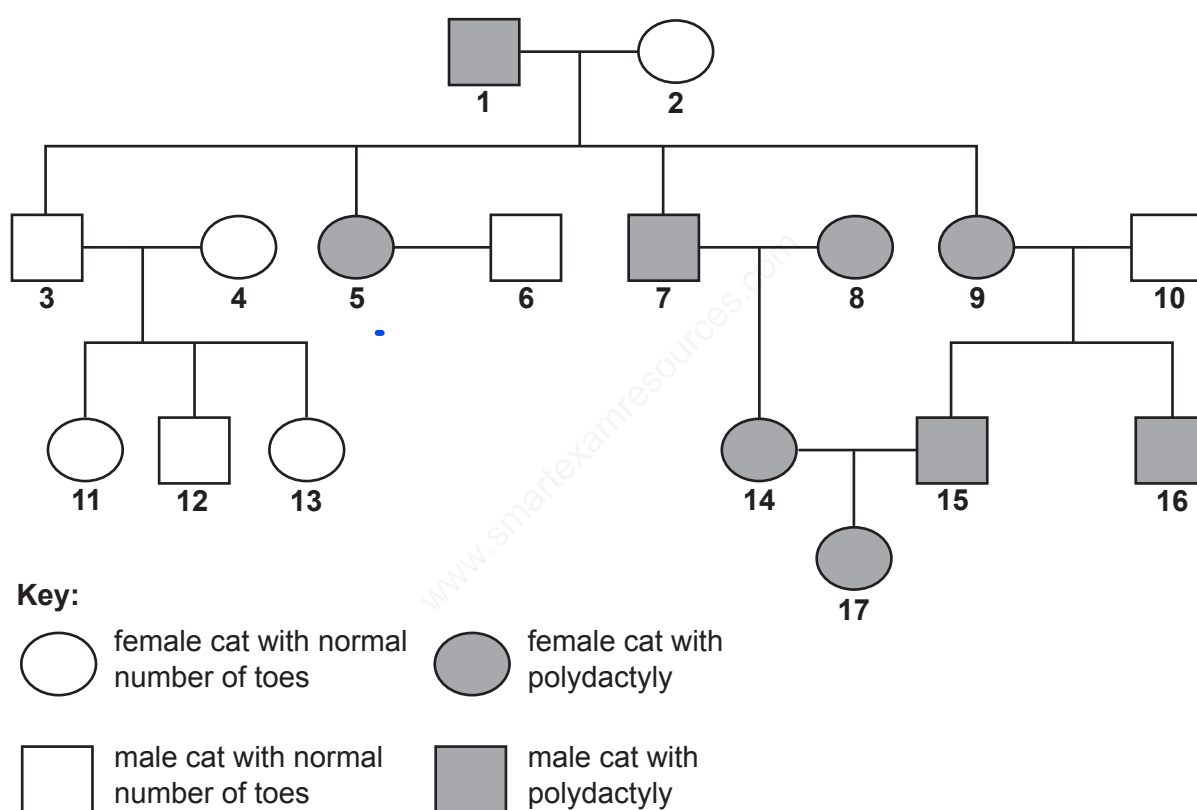 1
2
3
4
5
6
7
8
9
10
11
12
13
14
15
16
17
www.smartexamresources.com
Key:
female cat with normal
number of toes
female cat with
polydactyly
male cat with normal
number of toes
male cat with
polydactyly